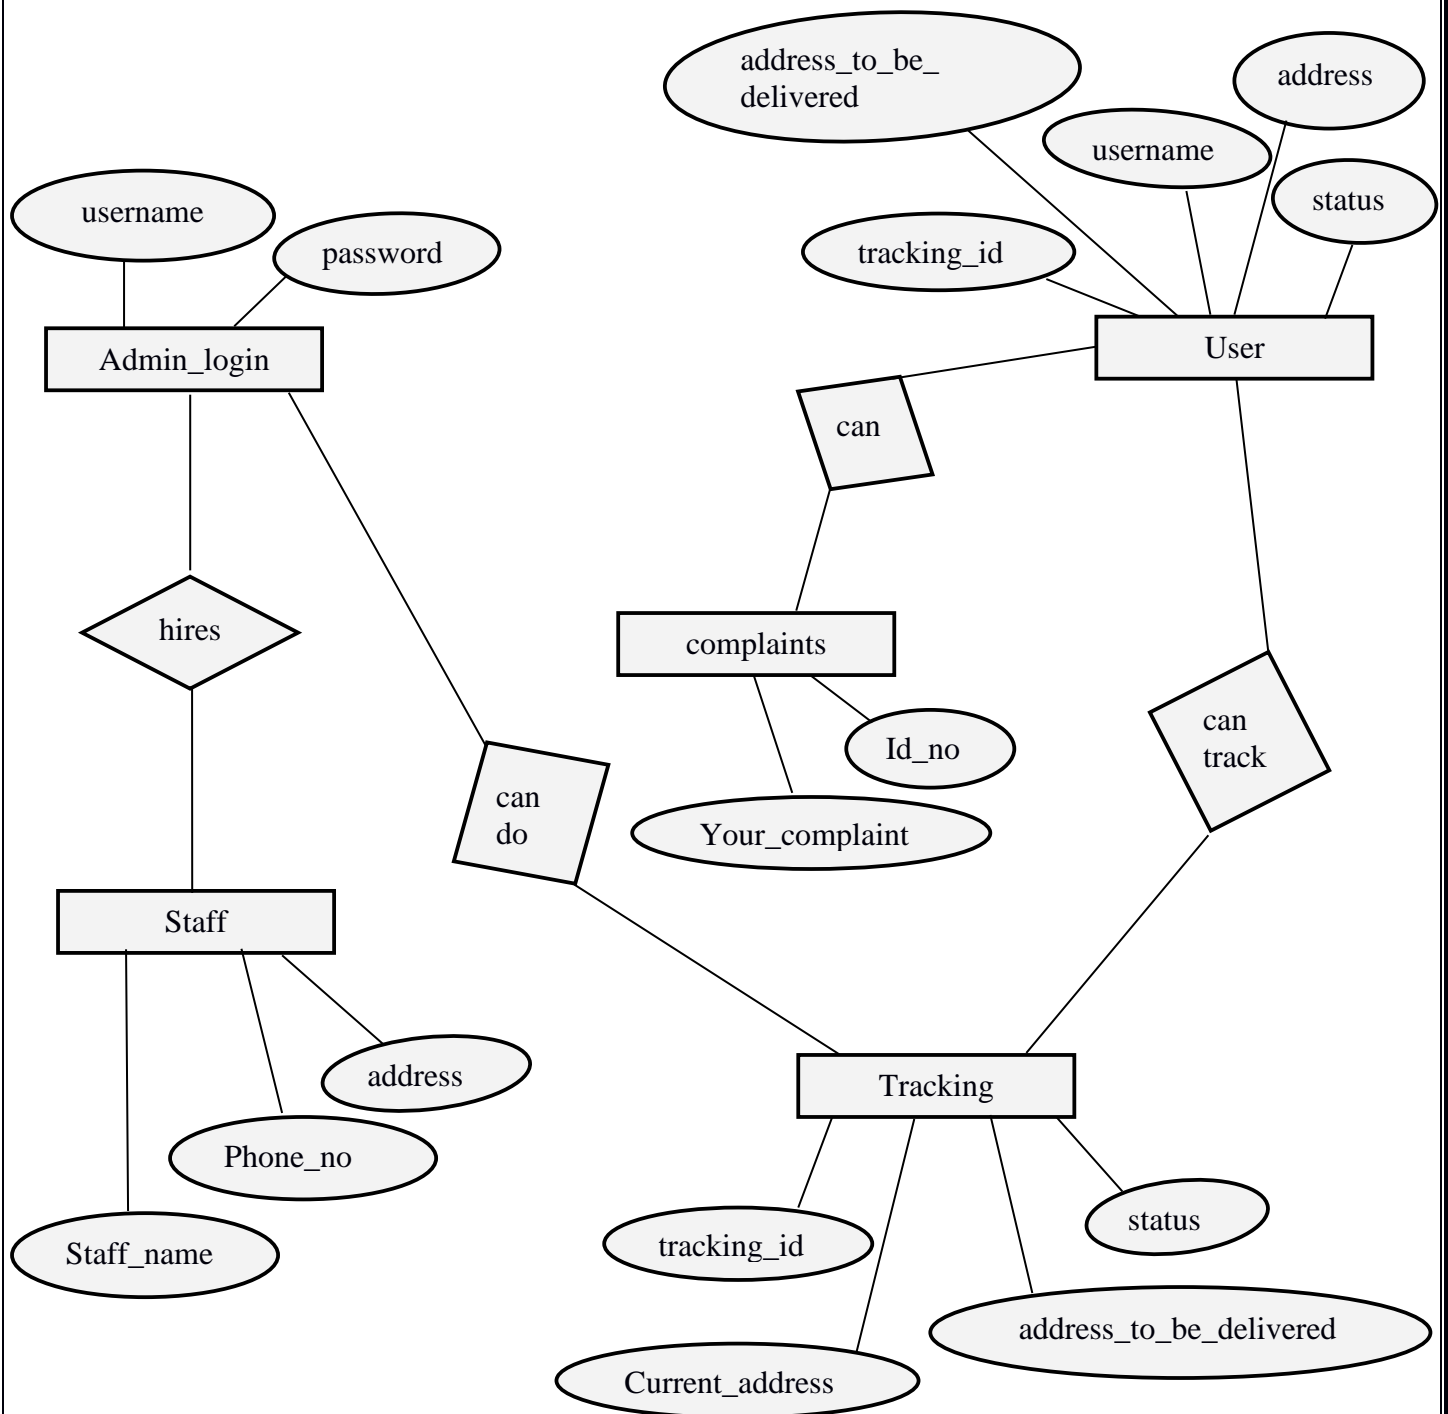 address_to_be_
delivered
address
username
status
username
password
tracking_id
User
Admin_login
can
hires
complaints
can
track
Id_no
can
do
Your_complaint
Staff
address
Tracking
Phone_no
status
tracking_id
Staff_name
address_to_be_delivered
Current_address